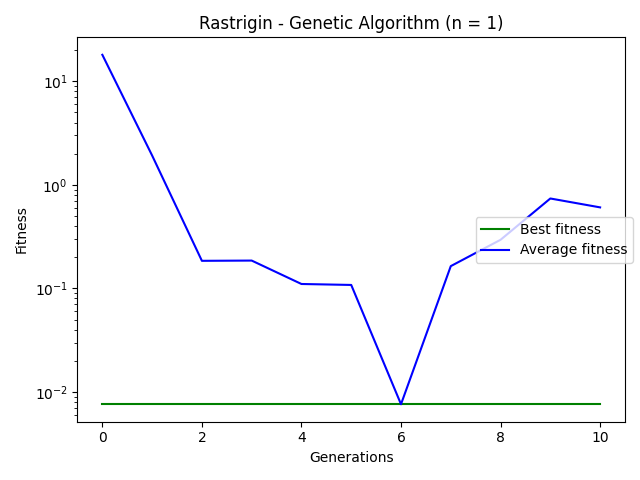 Rastrigin - Genetic Algorithm (n = 1)
Fitness
10¹
10⁰
10⁻¹
10⁻²
Best fitness
Average fitness
0 2 4 6 8 10
Generations